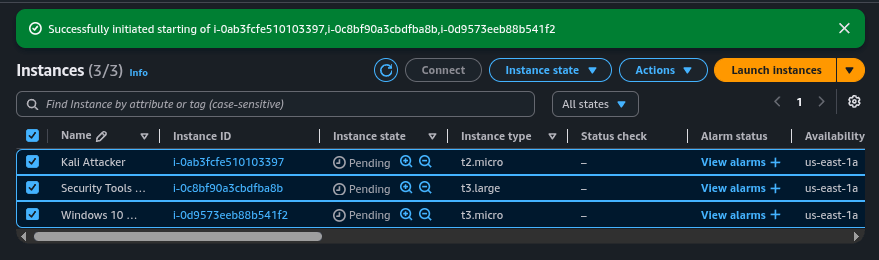 Successfully initiated starting of i-0ab3fcfe510103397,i-0c8bf90a3cbdfba8b,i-0d9573eeb88b541f2
Instances (3/3) Info Connect Instance state Actions Launch instances
Find Instance by attribute or tag (case-sensitive) All states 1
Name Instance ID Instance state Instance type Status check Alarm status Availability
Kali Attacker i-0ab3fcfe510103397 Pending t2.micro – View alarms + us-east-1a
Security Tools ... i-0c8bf90a3cbdfba8b Pending t3.large – View alarms + us-east-1a
Windows 10 ... i-0d9573eeb88b541f2 Pending t3.micro – View alarms + us-east-1a